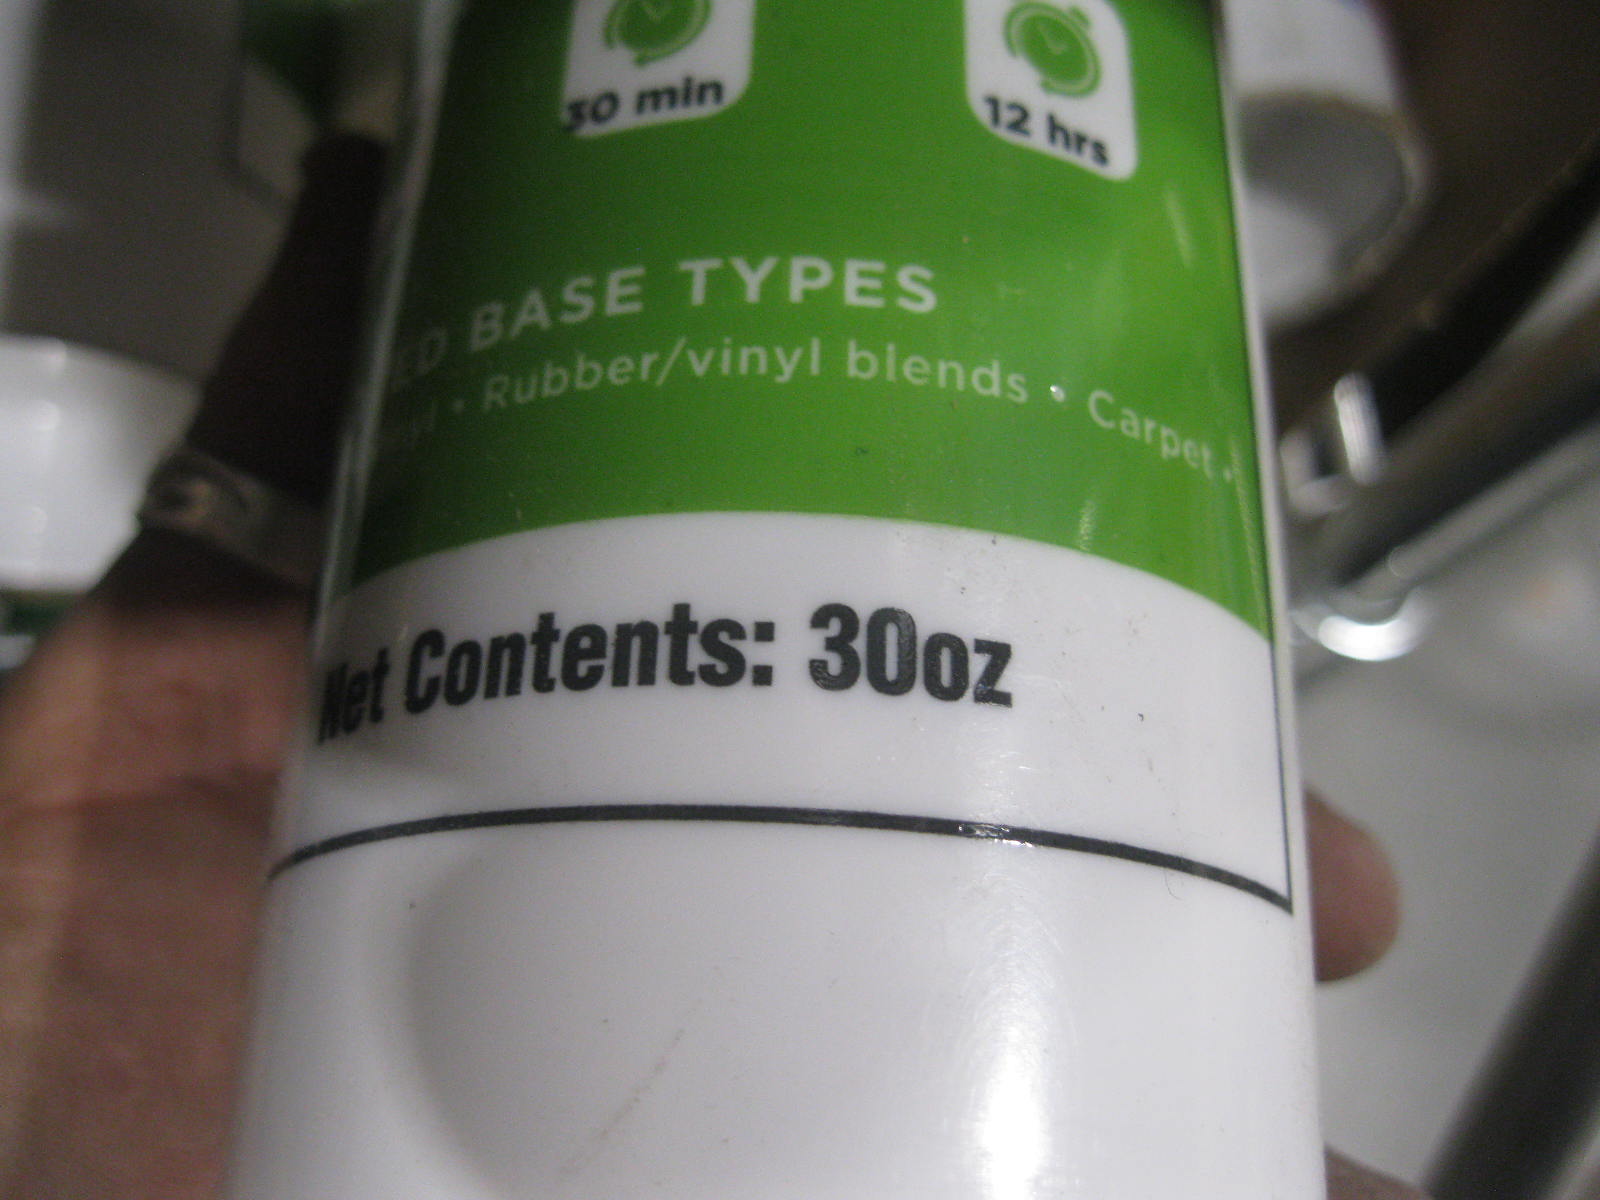 30 min
12 hrs
BASE TYPES
• Rubber/vinyl blends • Carpet •
Net Contents: 30oz